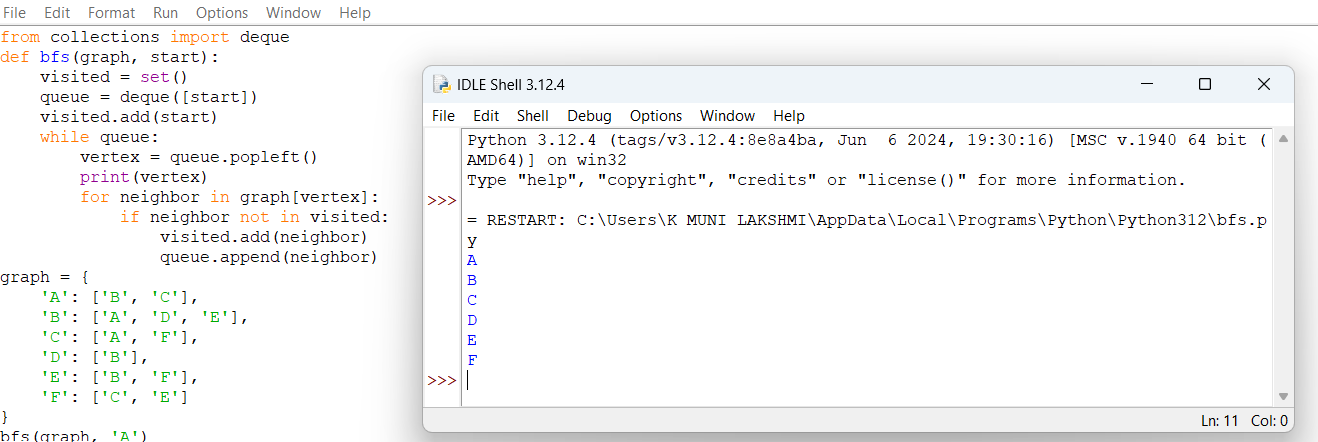 File Edit Format Run Options Window Help
from collections import deque
def bfs(graph, start):
    visited = set()
    queue = deque([start])
    visited.add(start)
    while queue:
        vertex = queue.popleft()
        print(vertex)
        for neighbor in graph[vertex]:
            if neighbor not in visited:
                visited.add(neighbor)
                queue.append(neighbor)
graph = {
    'A': ['B', 'C'],
    'B': ['A', 'D', 'E'],
    'C': ['A', 'F'],
    'D': ['B'],
    'E': ['B', 'F'],
    'F': ['C', 'E']
}
bfs(graph, 'A')
IDLE Shell 3.12.4
File Edit Shell Debug Options Window Help
Python 3.12.4 (tags/v3.12.4:8e8a4ba, Jun  6 2024, 19:30:16) [MSC v.1940 64 bit (
AMD64)] on win32
Type "help", "copyright", "credits" or "license()" for more information.
>>>
= RESTART: C:\Users\K MUNI LAKSHMI\AppData\Local\Programs\Python\Python312\bfs.p
y
A
B
C
D
E
F
>>>
Ln: 11 Col: 0